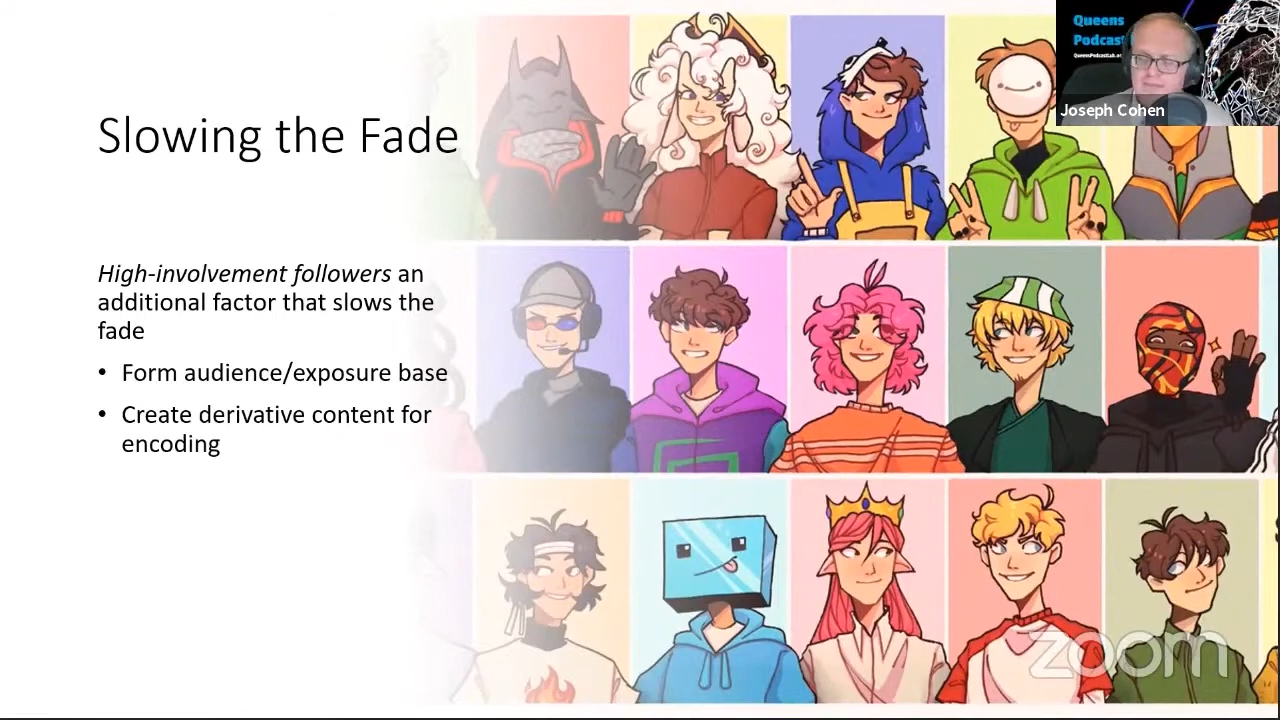 Slowing the Fade
High-involvement followers an
additional factor that slows the
fade
• Form audience/exposure base
• Create derivative content for
encoding
Queens
Podcast
Joseph Cohen
zoom